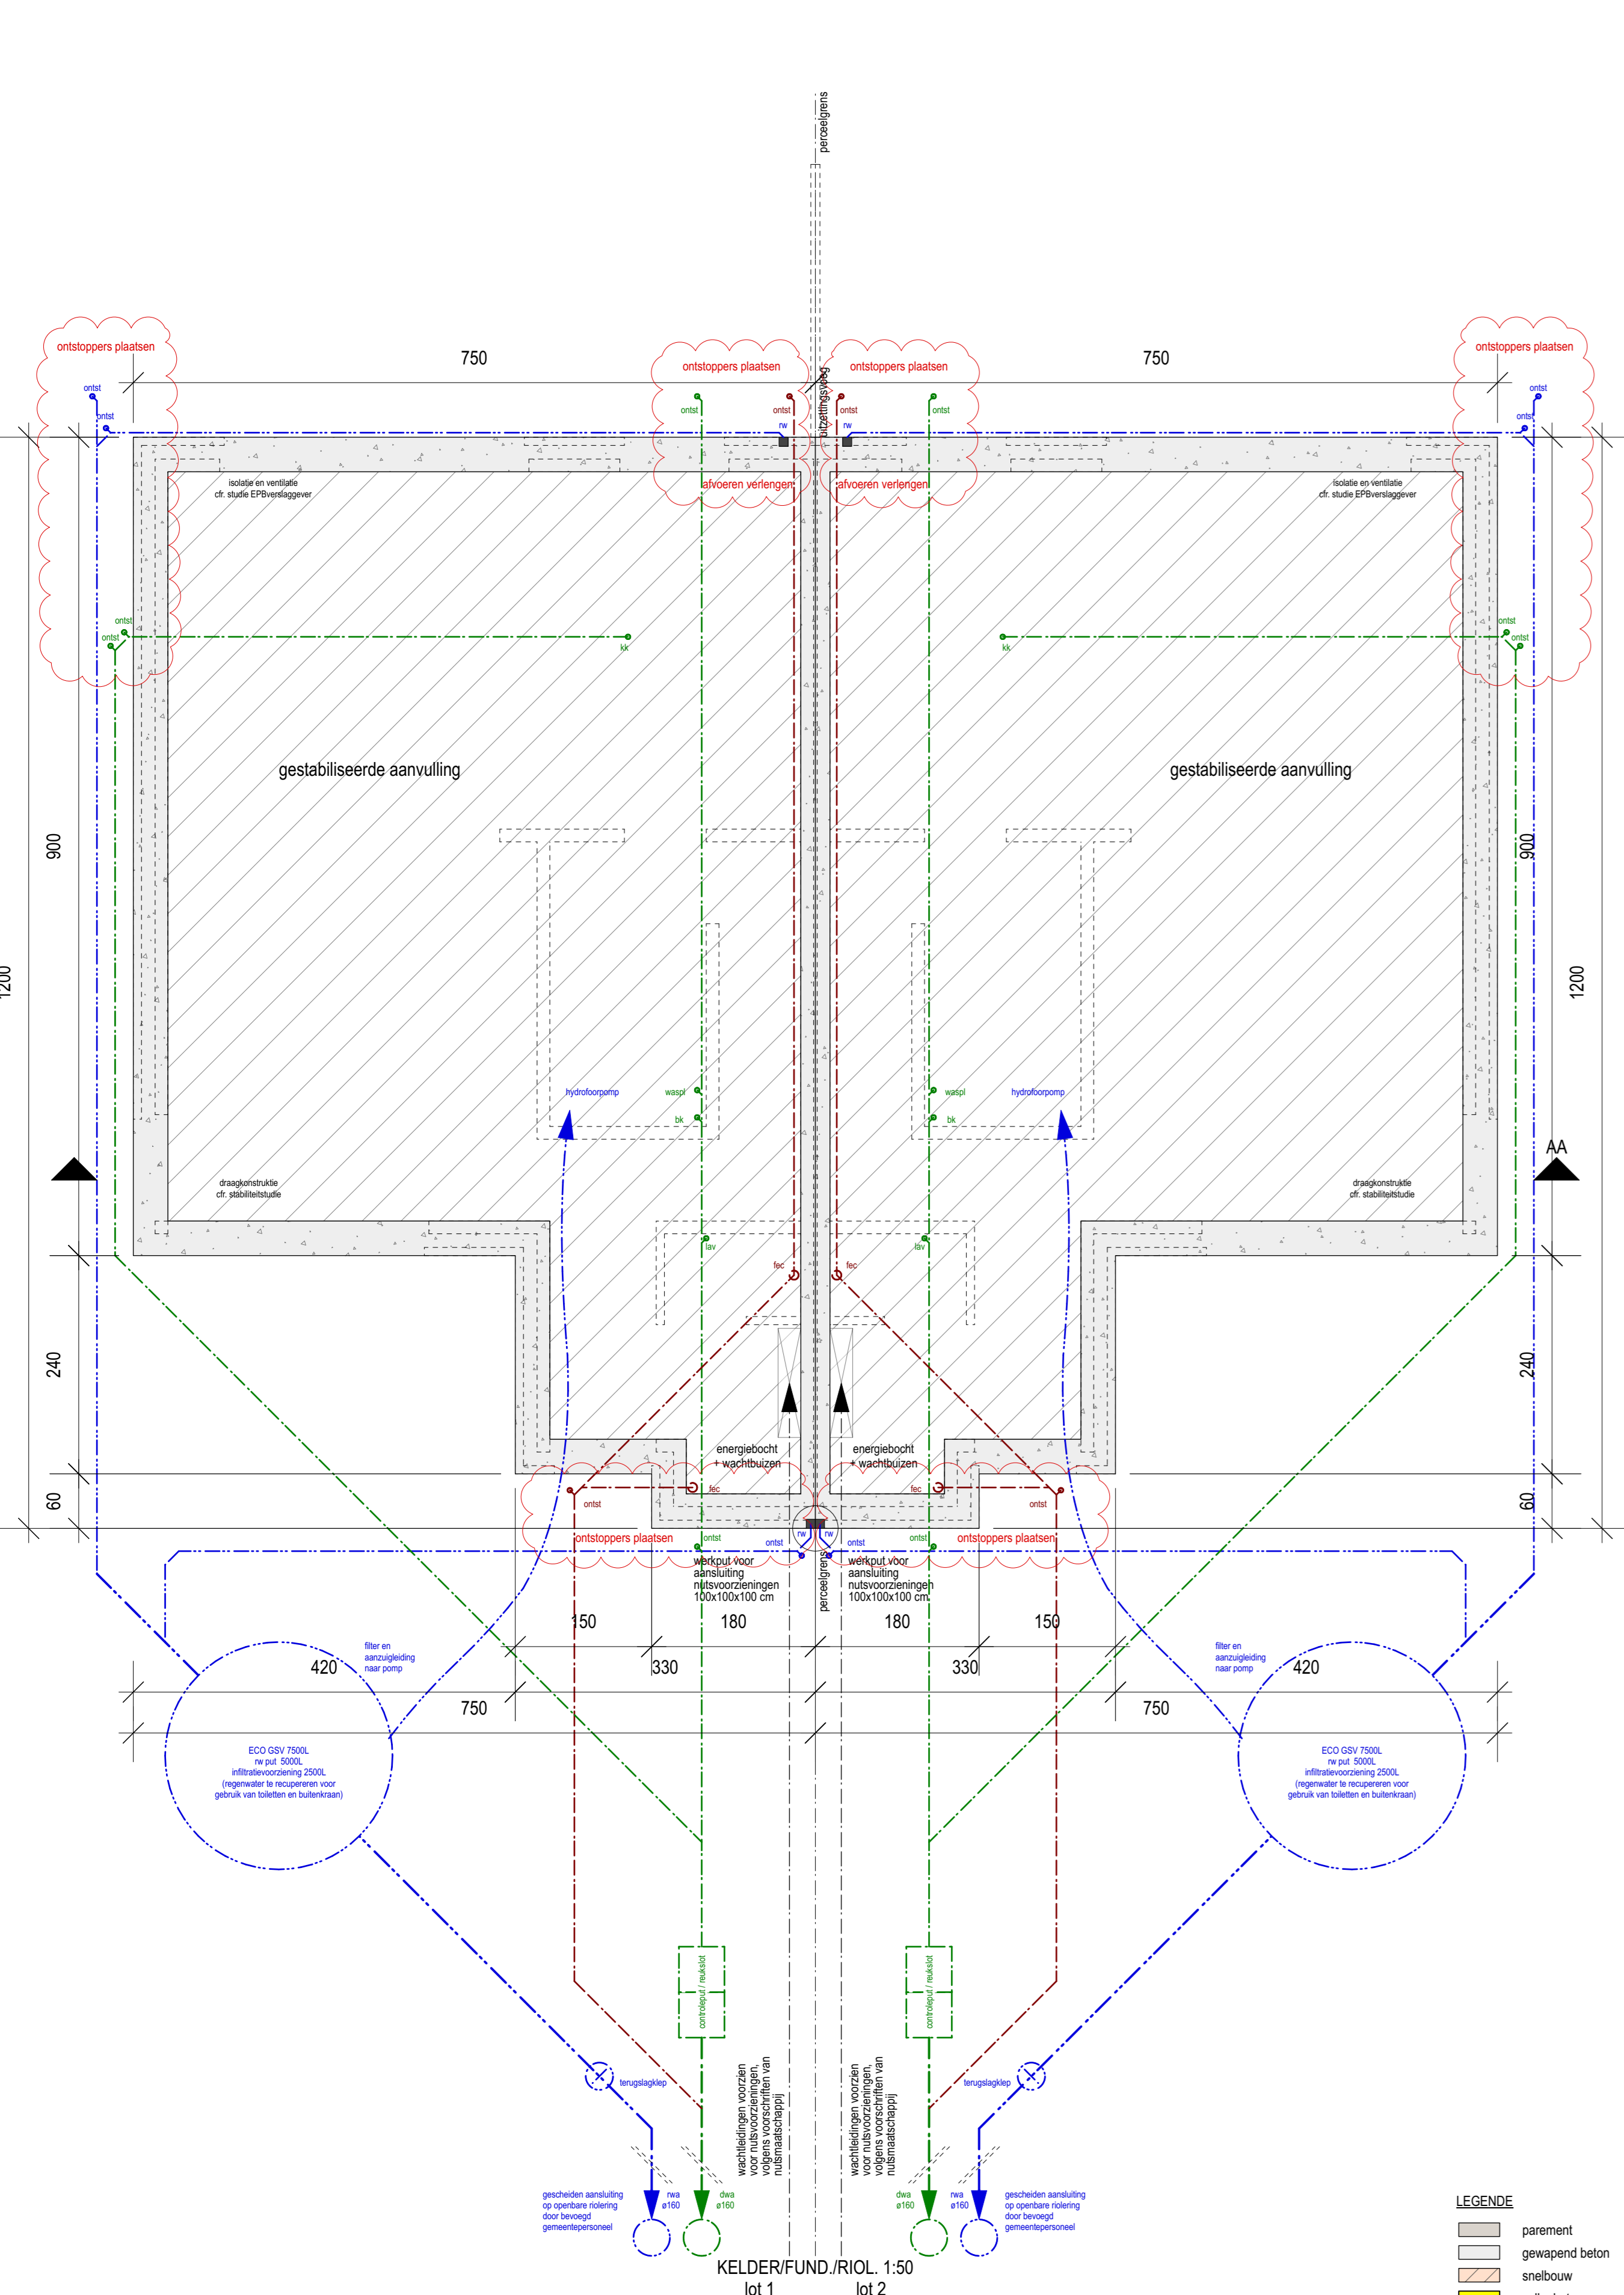 perceelgrens
ontstoppers plaatsen
ontstoppers plaatsen
ontstoppers plaatsen
ontstoppers plaatsen
750
750
uitzettingsvoeg
ontst
ontst
ontst
ontst
rw
ontst
rw
ontst
ontst
ontst
afvoeren verlengen
afvoeren verlengen
isolatie en ventilatie
cfr. studie EPBverslaggever
isolatie en ventilatie
cfr. studie EPBverslaggever
ontst
ontst
kk
kk
ontst
ontst
gestabiliseerde aanvulling
gestabiliseerde aanvulling
900
900
1200
1200
hydrofoorpomp
waspl
bk
waspl
bk
hydrofoorpomp
AA
draagkonstruktie
cfr. stabiliteitstudie
draagkonstruktie
cfr. stabiliteitstudie
lav
lav
fec
fec
240
240
energiebocht
+ wachtbuizen
energiebocht
+ wachtbuizen
60
60
fec
fec
ontst
ontst
ontstoppers plaatsen
ontstoppers plaatsen
ontst
ontst
rw
rw
ontst
ontst
werkput voor
aansluiting
nutsvoorzieningen
100x100x100 cm
perceelgrens
werkput voor
aansluiting
nutsvoorzieningen
100x100x100 cm
150
180
180
150
filter en
aanzuigleiding
naar pomp
filter en
aanzuigleiding
naar pomp
420
330
330
420
750
750
ECO GSV 7500L
rw put 5000L
infiltratievoorziening 2500L
(regenwater te recupereren voor
gebruik van toiletten en buitenkraan)
ECO GSV 7500L
rw put 5000L
infiltratievoorziening 2500L
(regenwater te recupereren voor
gebruik van toiletten en buitenkraan)
controleput / reukslot
controleput / reukslot
terugslagklep
terugslagklep
wachtleidingen voorzien
voor nutsvoorzieningen,
volgens voorschriften van
nutsmaatschappij
wachtleidingen voorzien
voor nutsvoorzieningen,
volgens voorschriften van
nutsmaatschappij
gescheiden aansluiting
op openbare riolering
door bevoegd
gemeentepersoneel
rwa
ø160
dwa
ø160
dwa
ø160
rwa
ø160
gescheiden aansluiting
op openbare riolering
door bevoegd
gemeentepersoneel
KELDER/FUND./RIOL. 1:50
lot 1
lot 2
LEGENDE
parement
gewapend beton
snelbouw